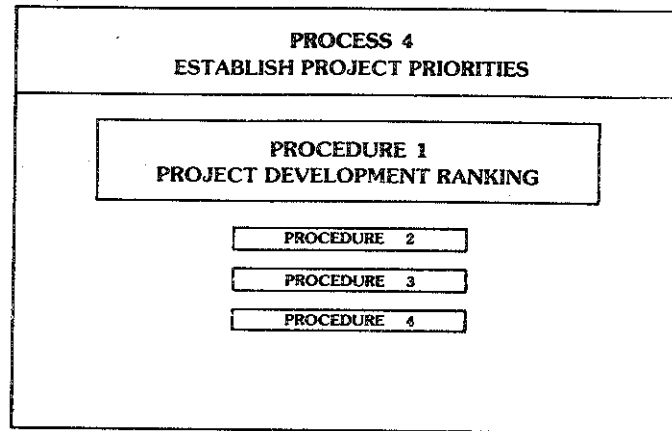 PROCESS 4
ESTABLISH PROJECT PRIORITIES
PROCEDURE 1
PROJECT DEVELOPMENT RANKING
PROCEDURE 2
PROCEDURE 3
PROCEDURE 4